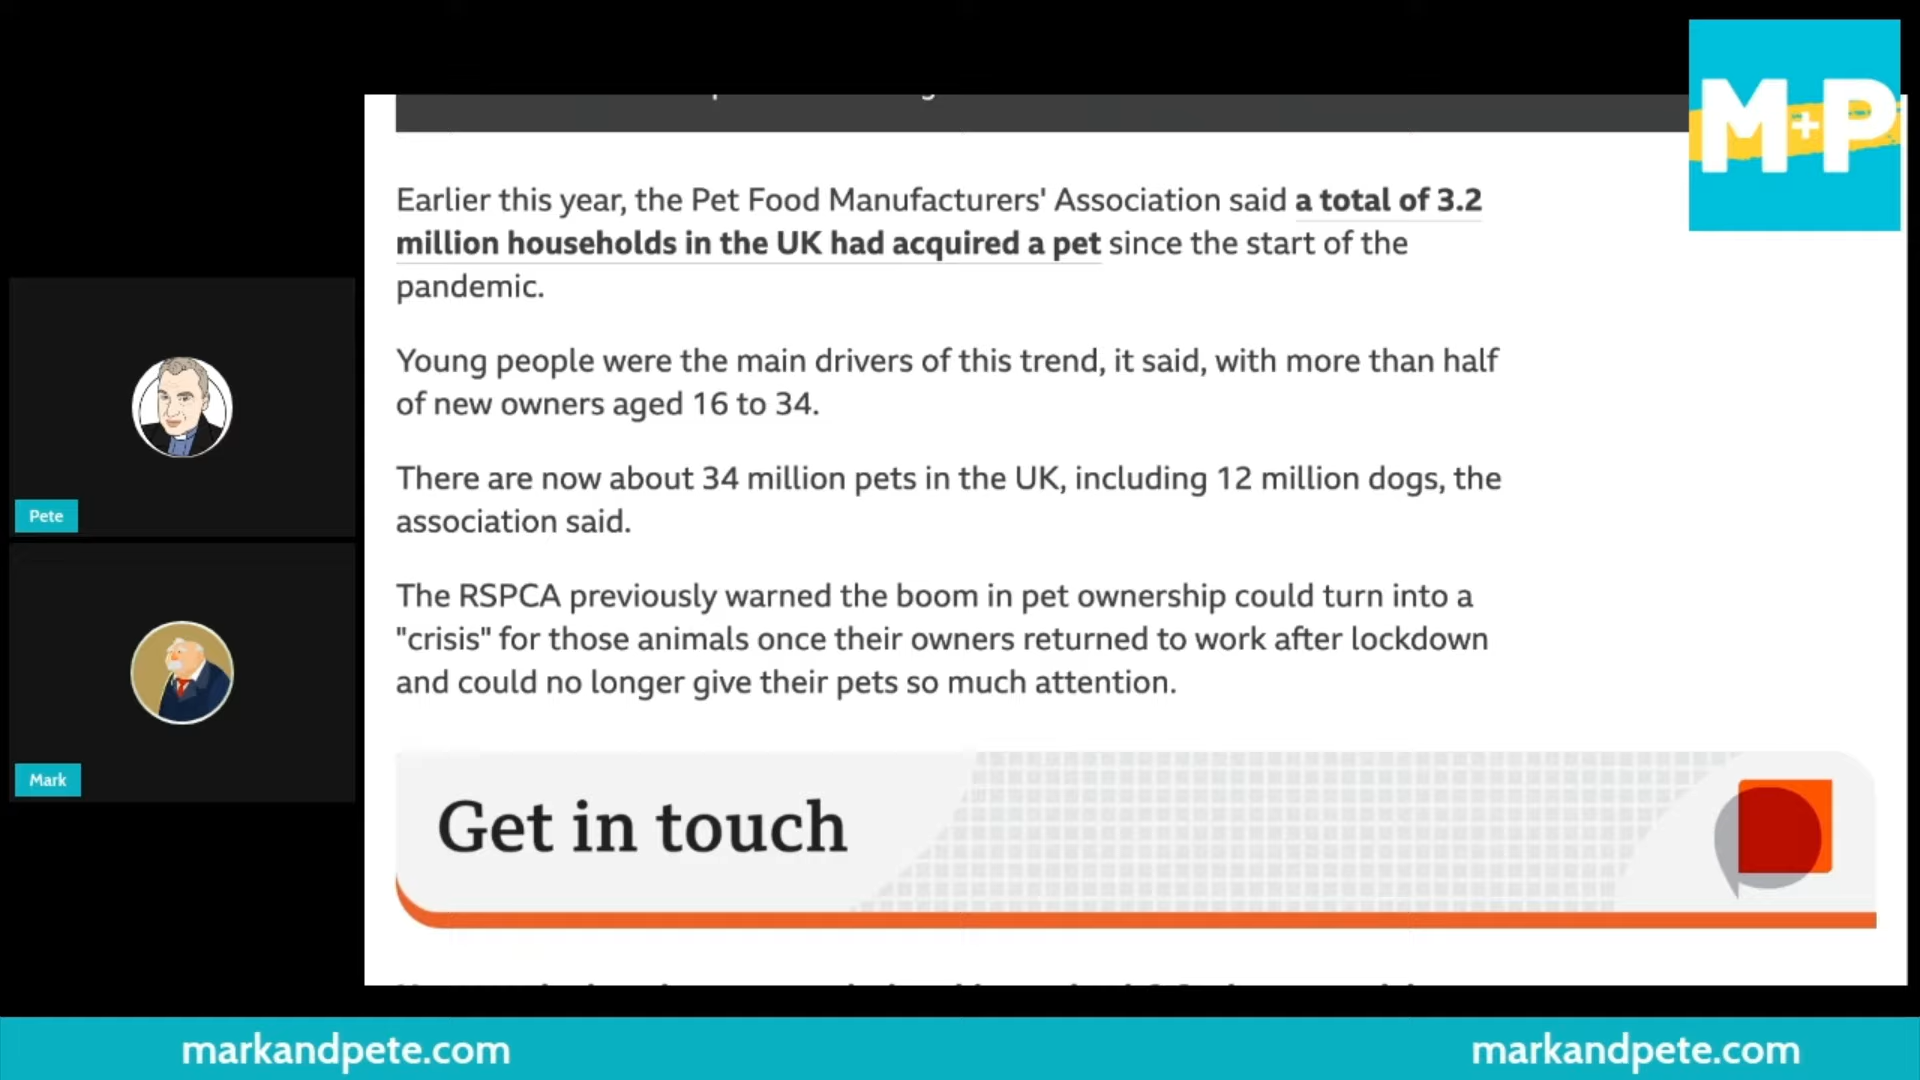 M+P
Earlier this year, the Pet Food Manufacturers' Association said a total of 3.2
million households in the UK had acquired a pet since the start of the
pandemic.
Young people were the main drivers of this trend, it said, with more than half
of new owners aged 16 to 34.
There are now about 34 million pets in the UK, including 12 million dogs, the
association said.
The RSPCA previously warned the boom in pet ownership could turn into a
"crisis" for those animals once their owners returned to work after lockdown
and could no longer give their pets so much attention.
Get in touch
Pete
Mark
markandpete.com
markandpete.com